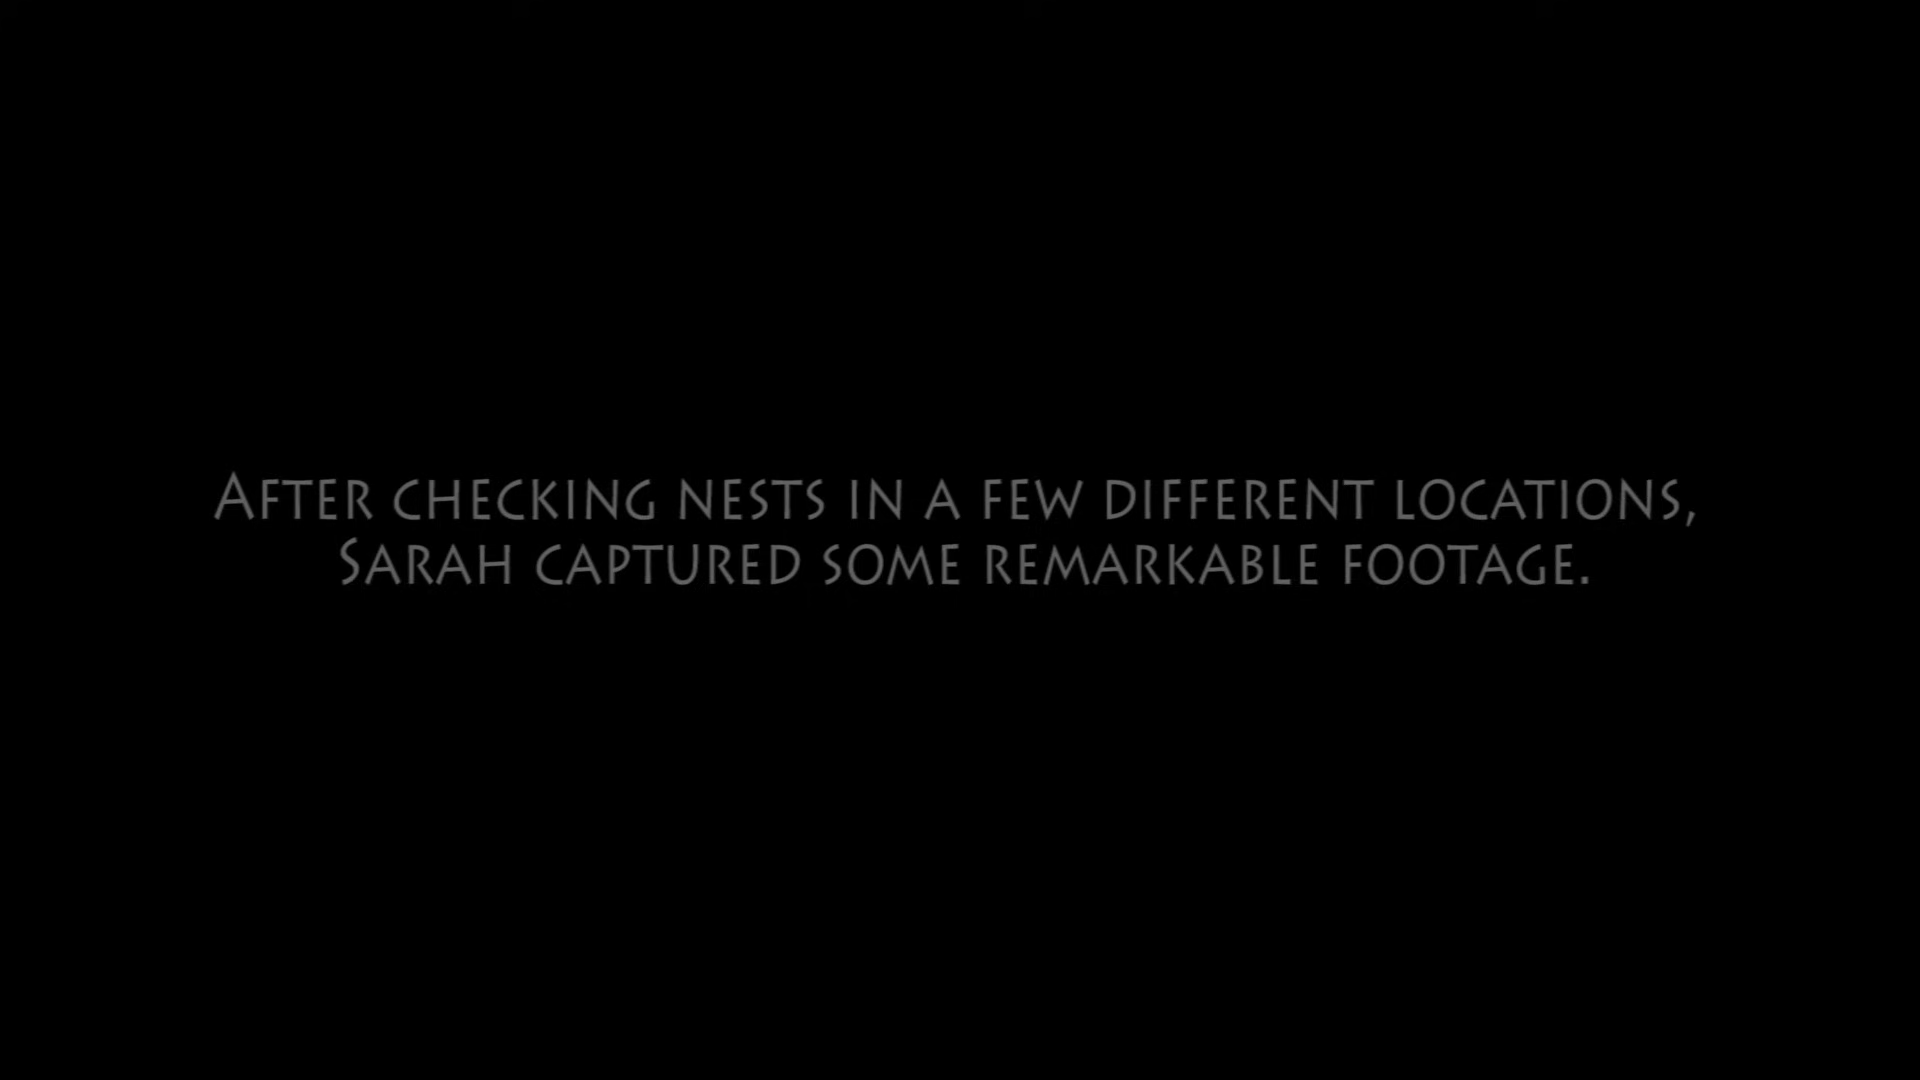 After checking nests in a few different locations,
Sarah captured some remarkable footage.